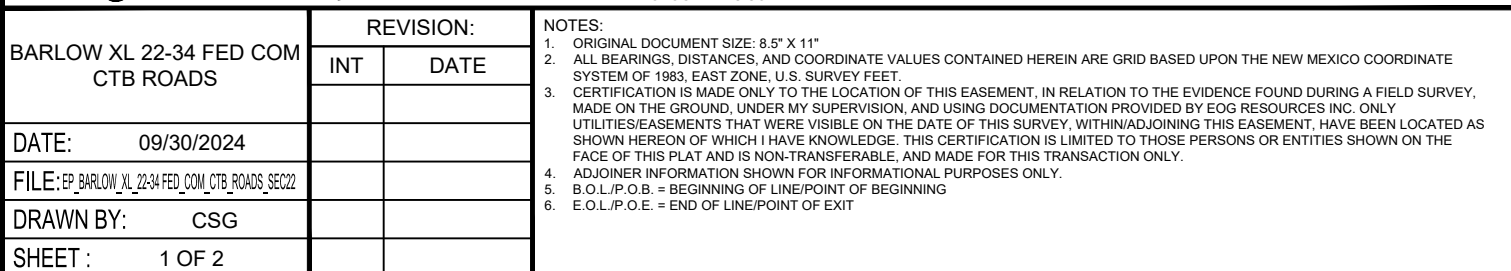 BARLOW XL 22-34 FED COM
CTB ROADS
DATE: 09/30/2024
FILE: EP_BARLOW_XL_22-34 FED_COM_CTB_ROADS_SEC22
DRAWN BY: CSG
SHEET : 1 OF 2
REVISION:
INT DATE
NOTES:
1. ORIGINAL DOCUMENT SIZE: 8.5" X 11"
2. ALL BEARINGS, DISTANCES, AND COORDINATE VALUES CONTAINED HEREIN ARE GRID BASED UPON THE NEW MEXICO COORDINATE
SYSTEM OF 1983, EAST ZONE, U.S. SURVEY FEET.
3. CERTIFICATION IS MADE ONLY TO THE LOCATION OF THIS EASEMENT, IN RELATION TO THE EVIDENCE FOUND DURING A FIELD SURVEY,
MADE ON THE GROUND, UNDER MY SUPERVISION, AND USING DOCUMENTATION PROVIDED BY EOG RESOURCES INC. ONLY
UTILITIES/EASEMENTS THAT WERE VISIBLE ON THE DATE OF THIS SURVEY, WITHIN/ADJOINING THIS EASEMENT, HAVE BEEN LOCATED AS
SHOWN HEREON OF WHICH I HAVE KNOWLEDGE. THIS CERTIFICATION IS LIMITED TO THOSE PERSONS OR ENTITIES SHOWN ON THE
FACE OF THIS PLAT AND IS NON-TRANSFERABLE, AND MADE FOR THIS TRANSACTION ONLY.
4. ADJOINER INFORMATION SHOWN FOR INFORMATIONAL PURPOSES ONLY.
5. B.O.L./P.O.B. = BEGINNING OF LINE/POINT OF BEGINNING
6. E.O.L./P.O.E. = END OF LINE/POINT OF EXIT